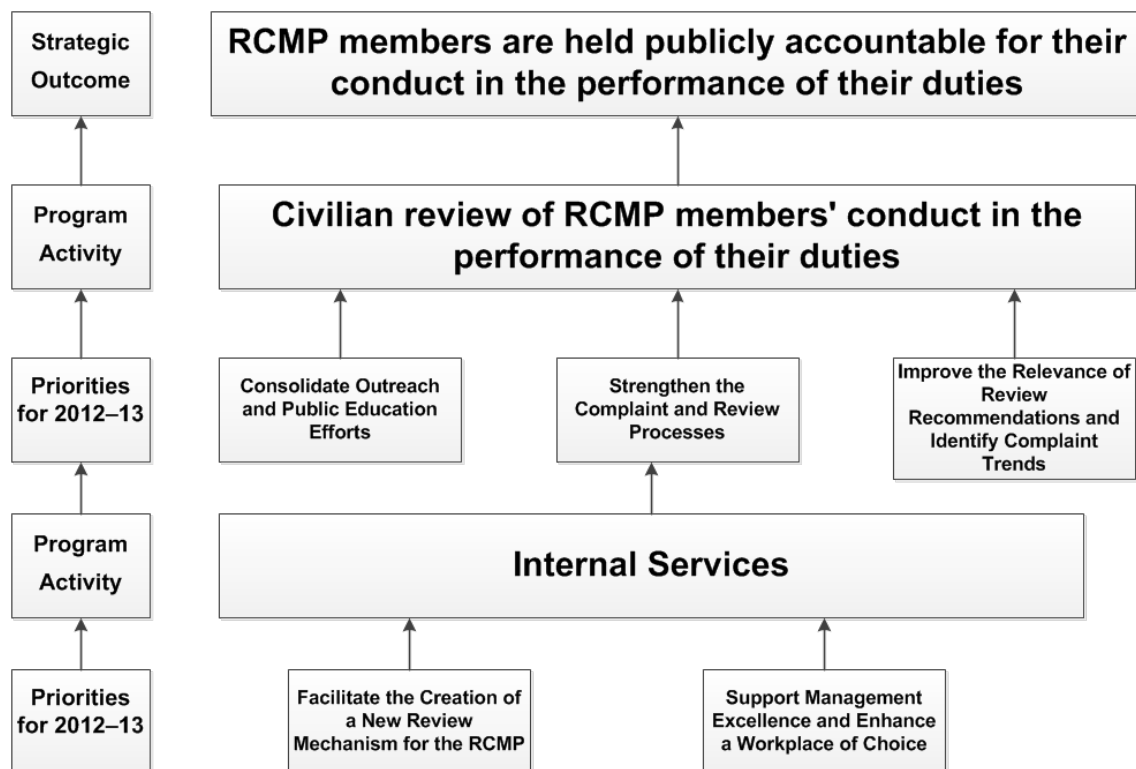 Strategic
Outcome
RCMP members are held publicly accountable for their
conduct in the performance of their duties
Program
Activity
Civilian review of RCMP members' conduct in the
performance of their duties
Priorities
for 2012–13
Consolidate Outreach
and Public Education
Efforts
Strengthen the
Complaint and Review
Processes
Improve the Relevance of
Review
Recommendations and
Identify Complaint
Trends
Program
Activity
Internal Services
Priorities
for 2012–13
Facilitate the Creation of
a New Review
Mechanism for the RCMP
Support Management
Excellence and Enhance
a Workplace of Choice